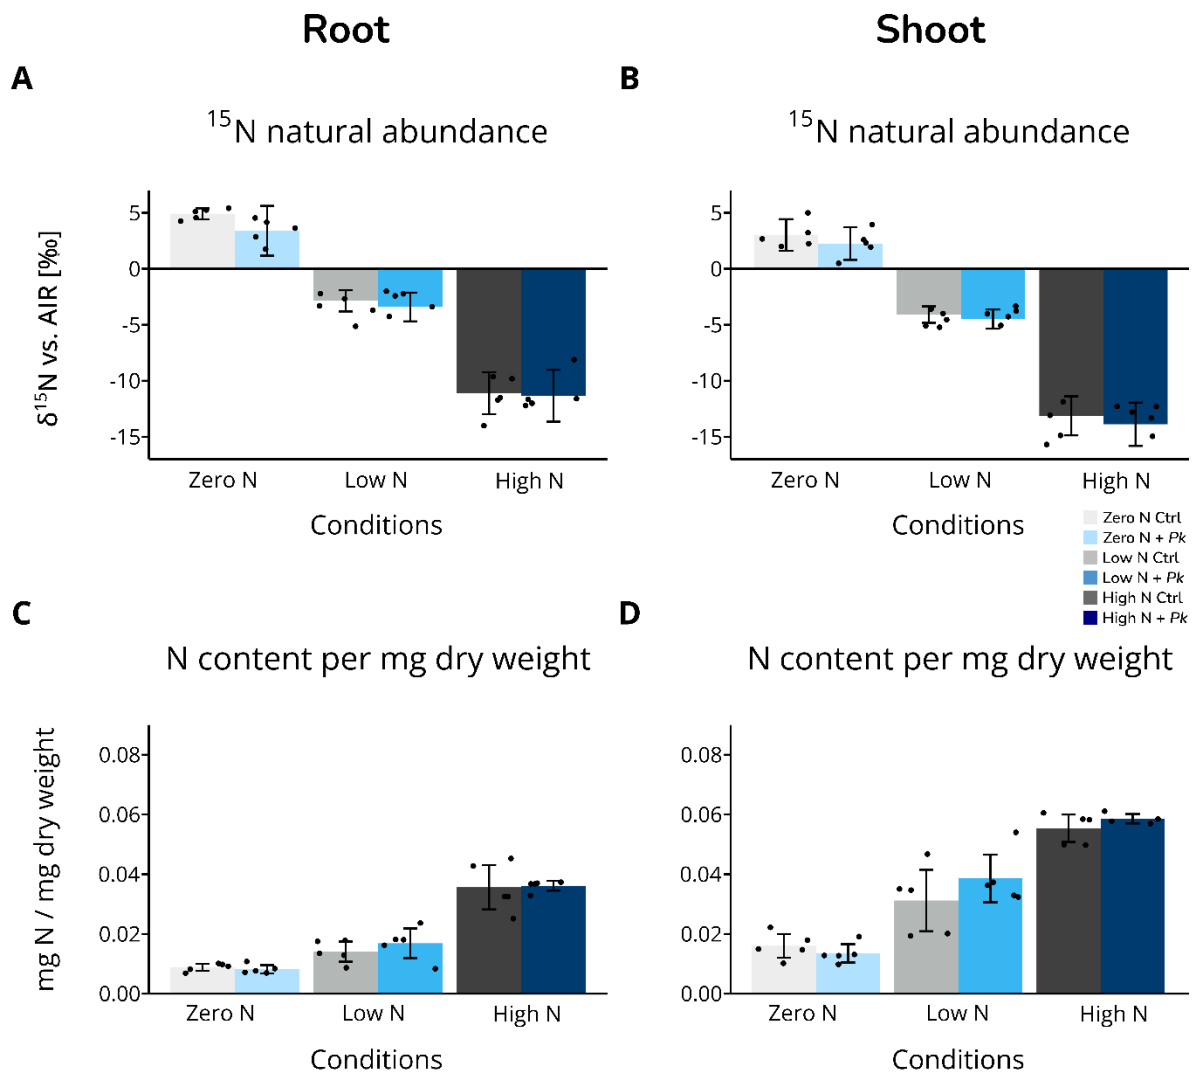 Root
Shoot
A
B
¹⁵N natural abundance
¹⁵N natural abundance
δ¹⁵N vs. AIR [‰]
5
0
-5
-10
-15
Zero N
Low N
High N
Conditions
5
0
-5
-10
-15
Zero N
Low N
High N
Conditions
Zero N Ctrl
Zero N + Pk
Low N Ctrl
Low N + Pk
High N Ctrl
High N + Pk
C
D
N content per mg dry weight
N content per mg dry weight
mg N / mg dry weight
0.08
0.06
0.04
0.02
0.00
Zero N
Low N
High N
Conditions
0.08
0.06
0.04
0.02
0.00
Zero N
Low N
High N
Conditions